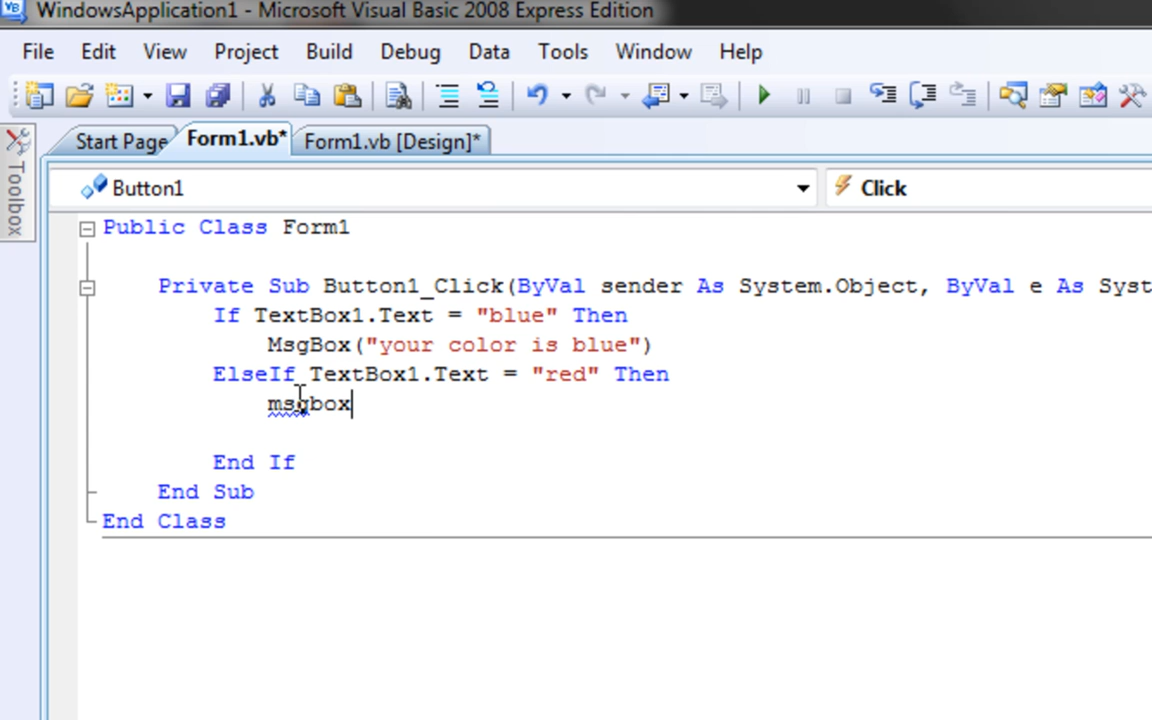 WindowsApplication1 - Microsoft Visual Basic 2008 Express Edition
File Edit View Project Build Debug Data Tools Window Help
Start Page Form1.vb* Form1.vb [Design]*
Toolbox
Button1 Click
Public Class Form1
Private Sub Button1_Click(ByVal sender As System.Object, ByVal e As Syst
If TextBox1.Text = "blue" Then
MsgBox("your color is blue")
ElseIf TextBox1.Text = "red" Then
msgbox
End If
End Sub
End Class